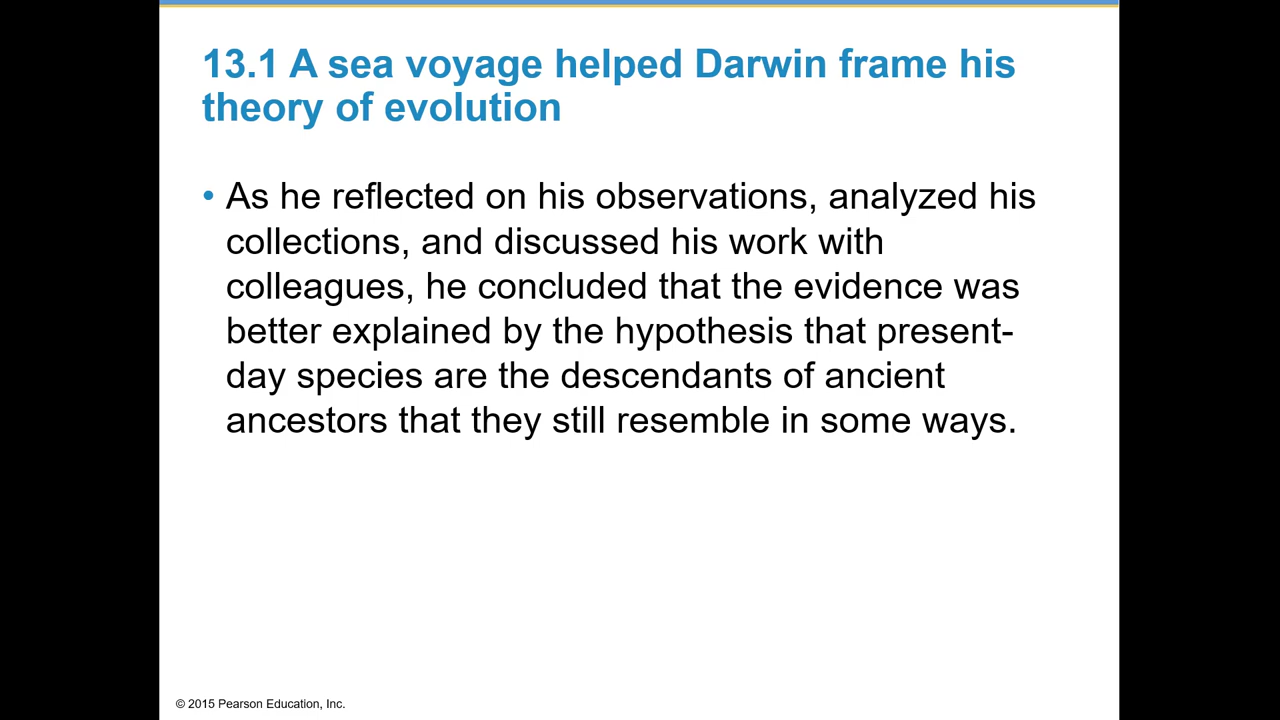 13.1 A sea voyage helped Darwin frame his
theory of evolution
• As he reflected on his observations, analyzed his
collections, and discussed his work with
colleagues, he concluded that the evidence was
better explained by the hypothesis that present-
day species are the descendants of ancient
ancestors that they still resemble in some ways.
© 2015 Pearson Education, Inc.